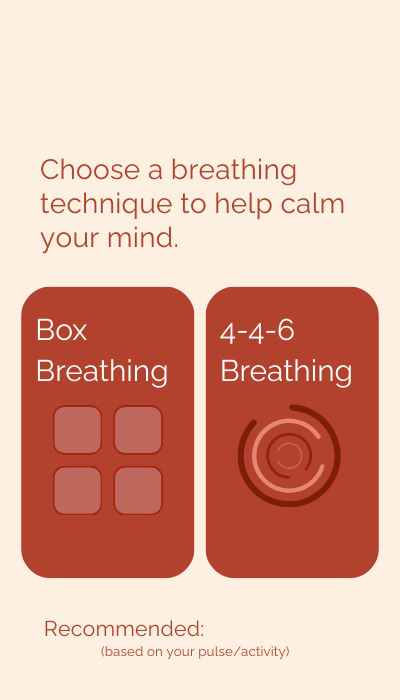 Choose a breathing
technique to help calm
your mind.
Box
Breathing
4-4-6
Breathing
Recommended:
(based on your pulse/activity)